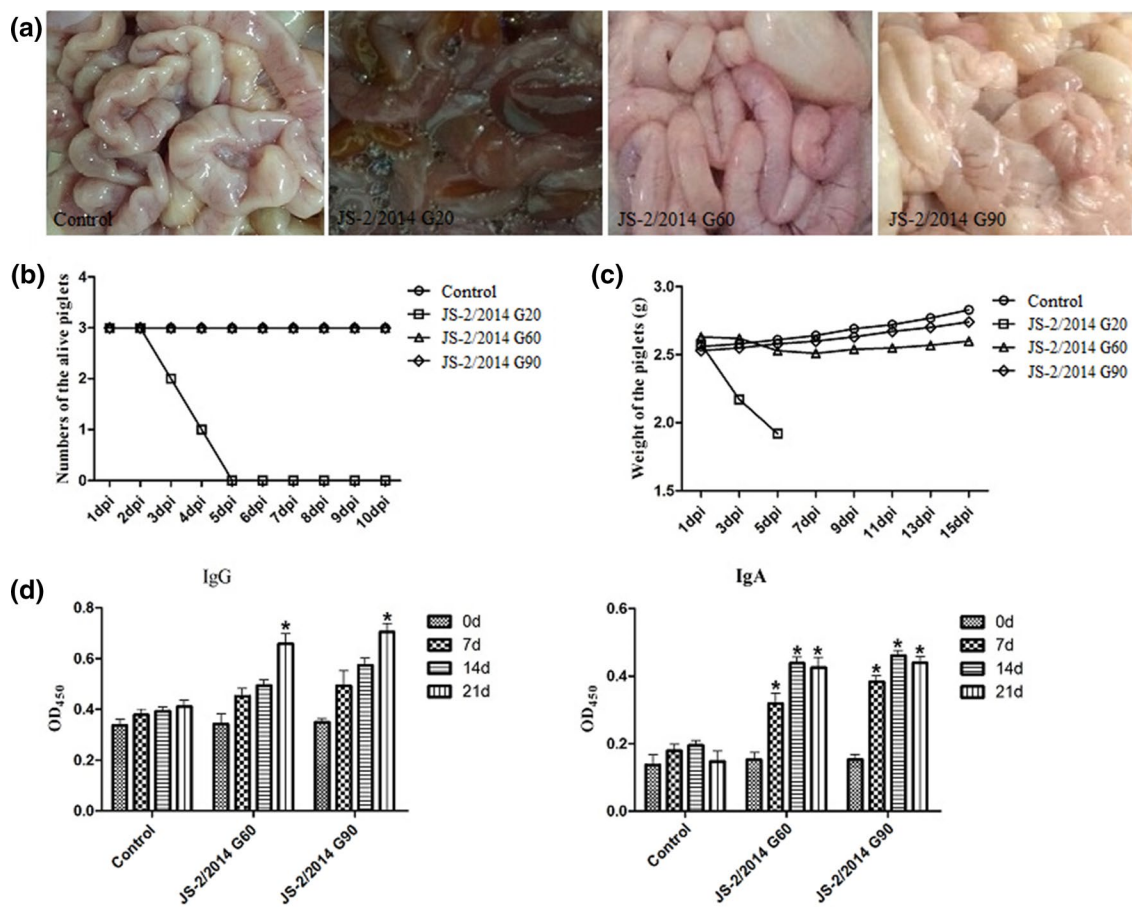 (a)
Control
JS-2/2014 G20
JS-2/2014 G60
JS-2/2014 G90
(b)
Numbers of the alive piglets
4
3
2
1
0
1dpi
2dpi
3dpi
4dpi
5dpi
6dpi
7dpi
8dpi
9dpi
10dpi
Control
JS-2/2014 G20
JS-2/2014 G60
JS-2/2014 G90
(c)
Weight of the piglets (g)
3.0
2.5
2.0
1.5
1dpi
3dpi
5dpi
7dpi
9dpi
11dpi
13dpi
15dpi
Control
JS-2/2014 G20
JS-2/2014 G60
JS-2/2014 G90
(d)
IgG
OD450
0.8
0.6
0.4
0.2
0.0
* *
Control
JS-2/2014 G60
JS-2/2014 G90
0d
7d
14d
21d
IgA
OD450
0.6
0.4
0.2
0.0
* * * * * *
Control
JS-2/2014 G60
JS-2/2014 G90
0d
7d
14d
21d